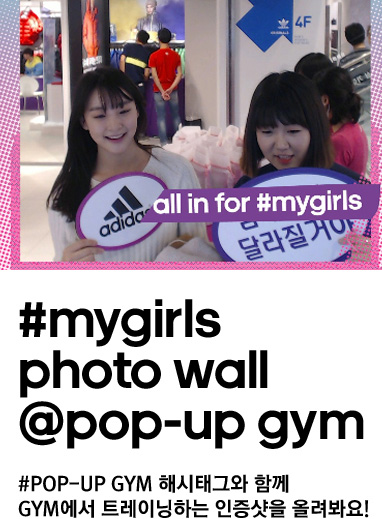 4F
adidas
all in for #mygirls
달라질거야
#mygirls
photo wall
@pop-up gym
#POP-UP GYM 해시태그와 함께
GYM에서 트레이닝하는 인증샷을 올려봐요!